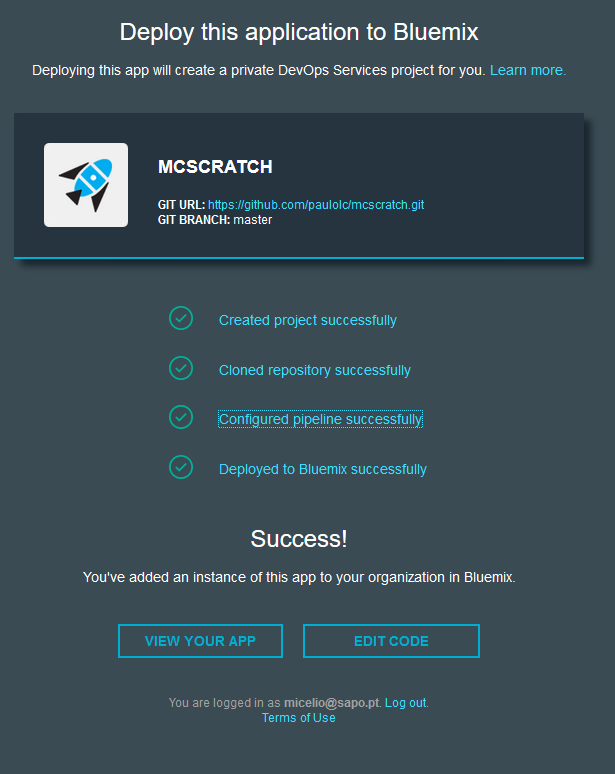 Deploy this application to Bluemix
Deploying this app will create a private DevOps Services project for you. Learn more.
MCSCRATCH
GIT URL: https://github.com/paulolc/mcscratch.git
GIT BRANCH: master
Created project successfully
Cloned repository successfully
Configured pipeline successfully
Deployed to Bluemix successfully
Success!
You've added an instance of this app to your organization in Bluemix.
VIEW YOUR APP EDIT CODE
You are logged in as micelio@sapo.pt. Log out.
Terms of Use